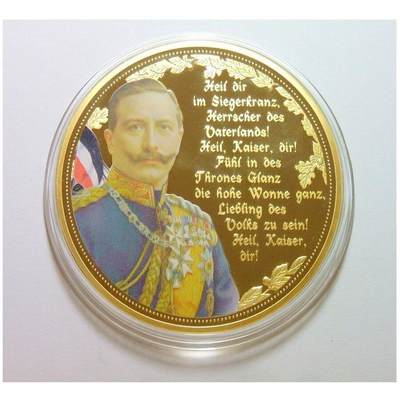 Heil dir
im Siegerkranz,
Herrscher des
Vaterlands!
Heil, Kaiser, dir!
Fühl in des
Thrones Glanz
die hohe Wonne ganz,
Liebling des
Volks zu sein!
Heil, Kaiser,
dir!